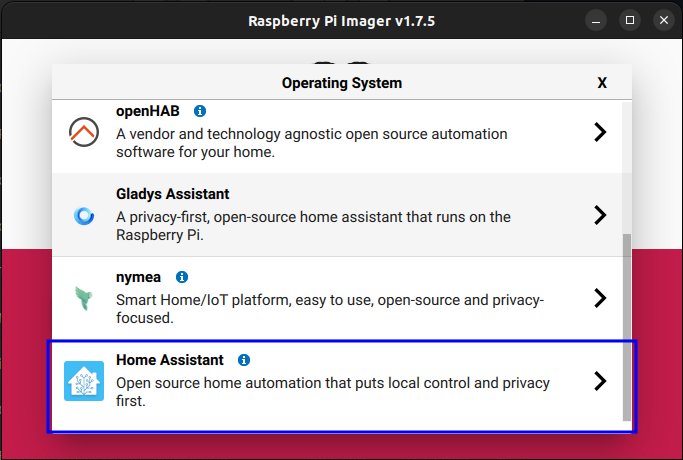 Raspberry Pi Imager v1.7.5
Operating System
X
openHAB
A vendor and technology agnostic open source automation
software for your home.
Gladys Assistant
A privacy-first, open-source home assistant that runs on the
Raspberry Pi.
nymea
Smart Home/IoT platform, easy to use, open-source and privacy-
focused.
Home Assistant
Open source home automation that puts local control and privacy
first.